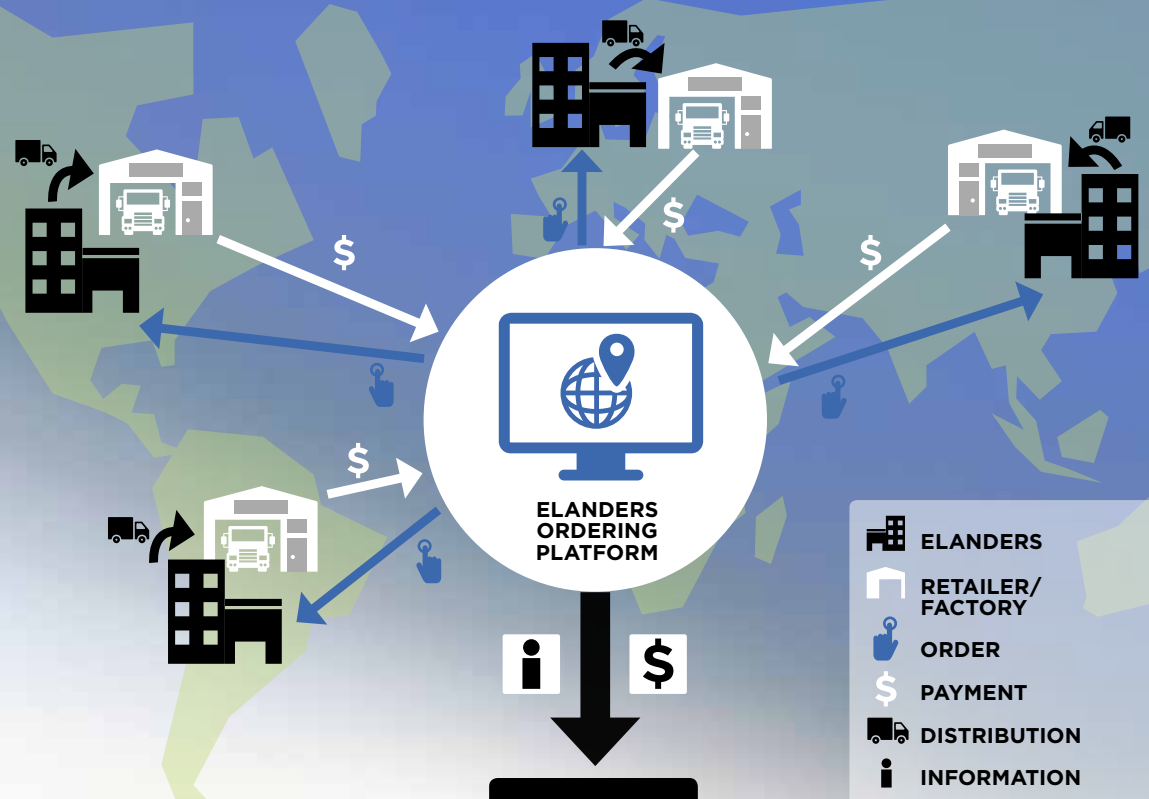 $
$
$
$
ELANDERS
ORDERING
PLATFORM
i $
ELANDERS
RETAILER/
FACTORY
ORDER
$ PAYMENT
DISTRIBUTION
i INFORMATION